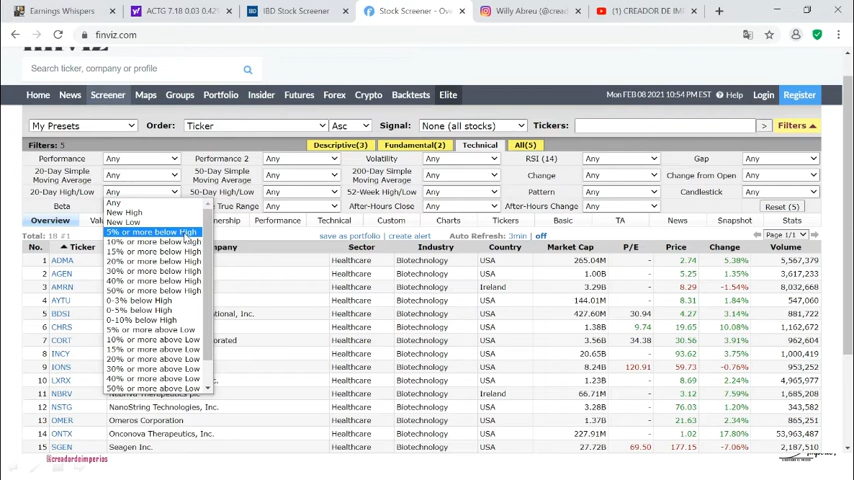 Earnings Whispers
ACTG 7.18 0.03 0.42
IBD Stock Screener
Stock Screener - Ov
Willy Abreu (@cread
(1) CREADOR DE IMP
finviz.com
finviz
Search ticker, company or profile
Home News Screener Maps Groups Portfolio Insider Futures Forex Crypto Backtests Elite
Mon FEB 08 2021 10:54 PM EST Help Login Register
My Presets Order: Ticker Asc Signal: None (all stocks) Tickers: > Filters
Filters: 5 Descriptive(3) Fundamental(2) Technical All(5)
Performance Any Performance 2 Any Volatility Any RSI (14) Any Gap Any
20-Day Simple Moving Average Any 50-Day Simple Moving Average Any Any Change Any Change from Open Any
20-Day High/Low Any 50-Day High/Low Any 52-Week High/Low Any Pattern Any Candlestick Any
Beta True Range Any After-Hours Close Any After-Hours Change Any Reset (5)
Any
New High
New Low
5% or more below High
10% or more below High
15% or more below High
20% or more below High
30% or more below High
40% or more below High
50% or more below High
0-3% below High
0-5% below High
0-10% below High
5% or more above Low
10% or more above Low
15% or more above Low
20% or more above Low
30% or more above Low
40% or more above Low
50% or more above Low
Overview Performance Technical Custom Charts Tickers Basic TA News Snapshot Stats
Total: 18 #1 save as portfolio | create alert Auto Refresh: 3min | off Page 1/1
No. Ticker Sector Industry Country Market Cap P/E Price Change Volume
1 ADMA Healthcare Biotechnology USA 265.04M - 2.74 5.38% 5,567,379
2 AGEN Healthcare Biotechnology USA 1.00B - 5.25 1.35% 3,617,233
3 AMRN Healthcare Biotechnology Ireland 3.29B - 8.29 -1.54% 8,032,668
4 AYTU Healthcare Biotechnology USA 144.01M - 8.31 1.84% 547,060
5 BDSI Healthcare Biotechnology USA 427.60M 30.94 4.27 3.14% 881,722
6 CHRS Healthcare Biotechnology USA 1.38B 9.74 19.65 10.08% 1,367,672
7 CORT Healthcare Biotechnology USA 3.56B 34.38 30.56 3.91% 962,604
8 INCY Healthcare Biotechnology USA 20.65B - 93.62 3.75% 1,000,419
9 IONS Healthcare Biotechnology USA 8.24B 120.91 59.73 -0.76% 953,322
10 LXRX Healthcare Biotechnology USA - 8.69 2.24% 4,965,977
11 NBRV Healthcare Biotechnology Ireland 66.71M - 3.12 7.59% 1,685,208
12 NSTG NanoString Technologies, Inc. Healthcare Biotechnology USA 3.28B - 76.03 1.20% 343,582
13 OMER Omeros Corporation Healthcare Biotechnology USA - 20.71 1.12% 564,323
14 ONTX Onconova Therapeutics, Inc. Healthcare Biotechnology USA 227.91M - 1.02 17.80% 53,963,487
15 SGEN Seagen Inc. Healthcare Biotechnology USA 27.72B 69.50 177.15 -7.06% 2,187,510
@creadordeimperios